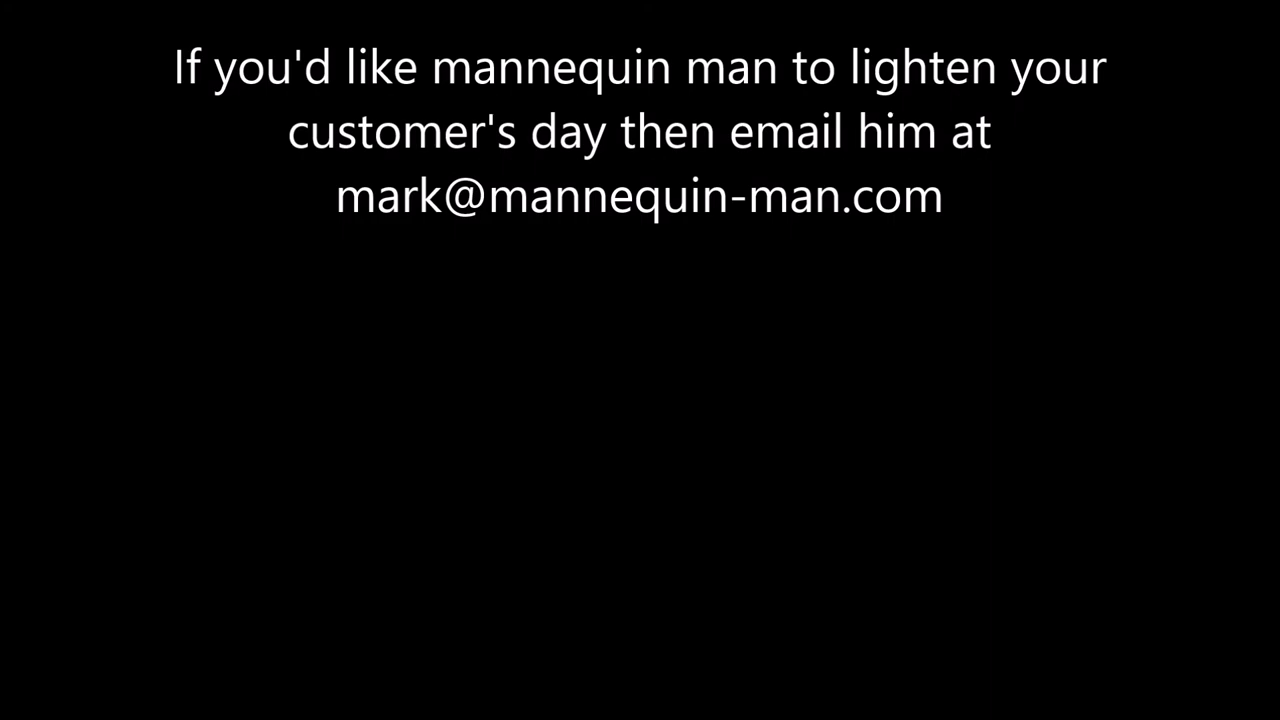 If you'd like mannequin man to lighten your
customer's day then email him at
mark@mannequin-man.com